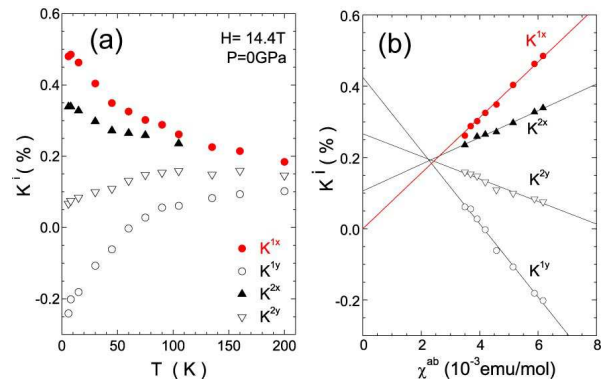 (a)
H= 14.4T
P=0GPa
0.6
0.4
0.2
0.0
-0.2
K^i (%)
K^1x
K^1y
K^2x
K^2y
0 50 100 150 200
T (K)
(b)
K^1x
K^2x
K^2y
K^1y
0.6
0.4
0.2
0.0
-0.2
K^i (%)
0 2 4 6 8
χ^ab (10^-3emu/mol)